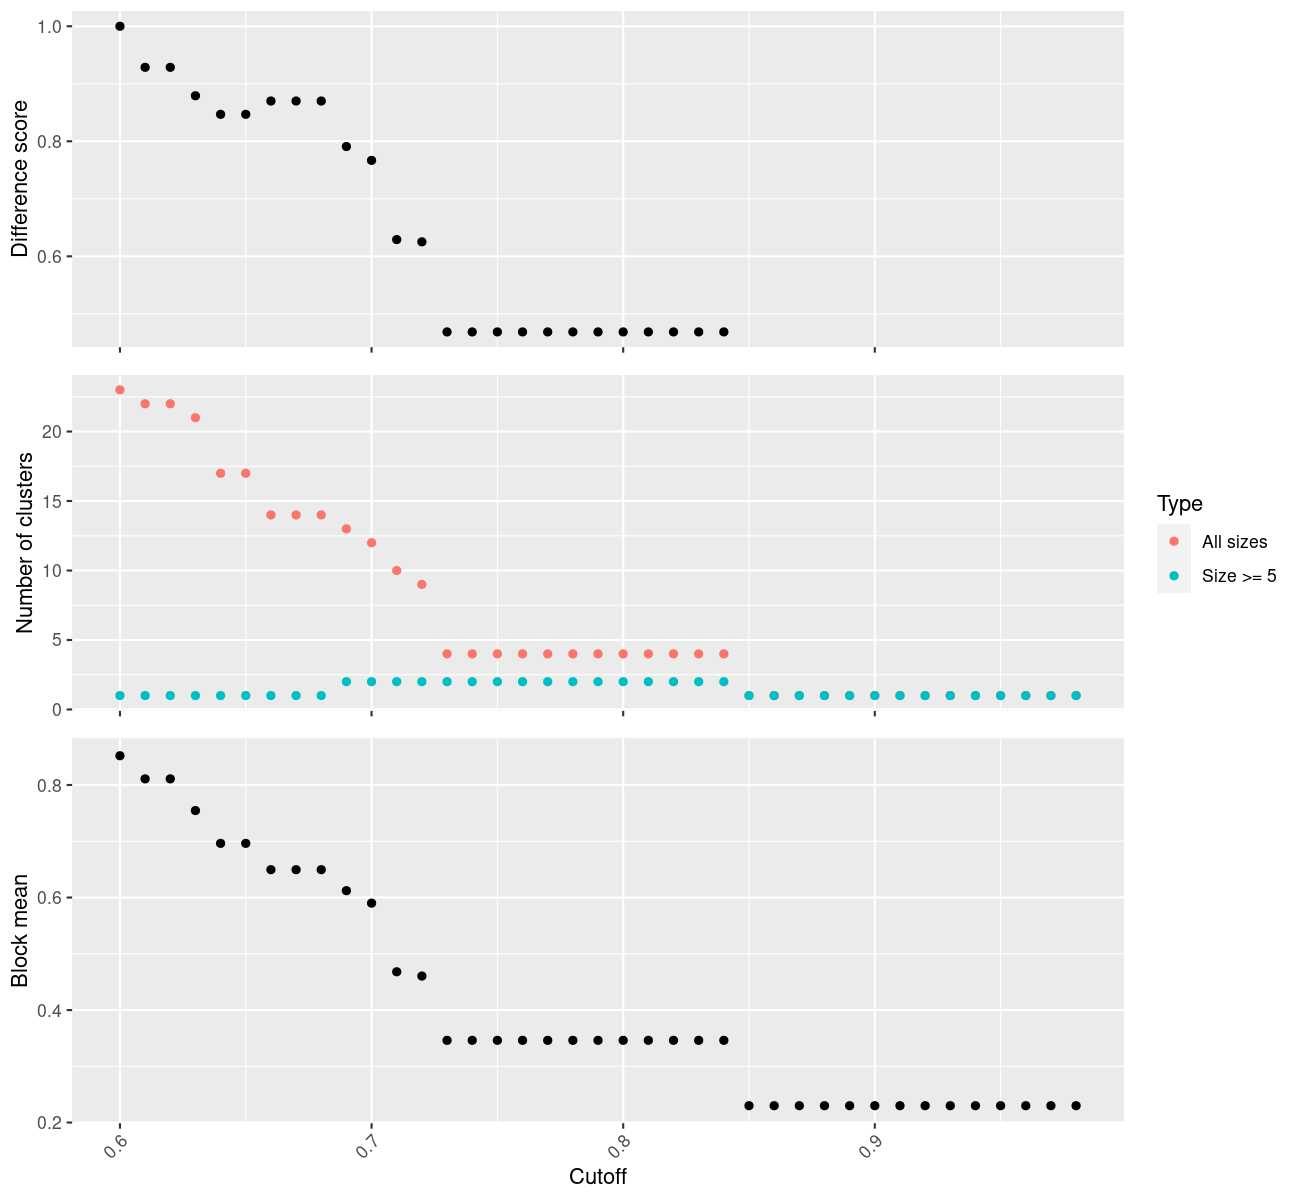 Difference score
1.0
0.8
0.6
Number of clusters
20
15
10
5
0
Type
All sizes
Size >= 5
Block mean
0.8
0.6
0.4
0.2
0.6
0.7
0.8
0.9
Cutoff